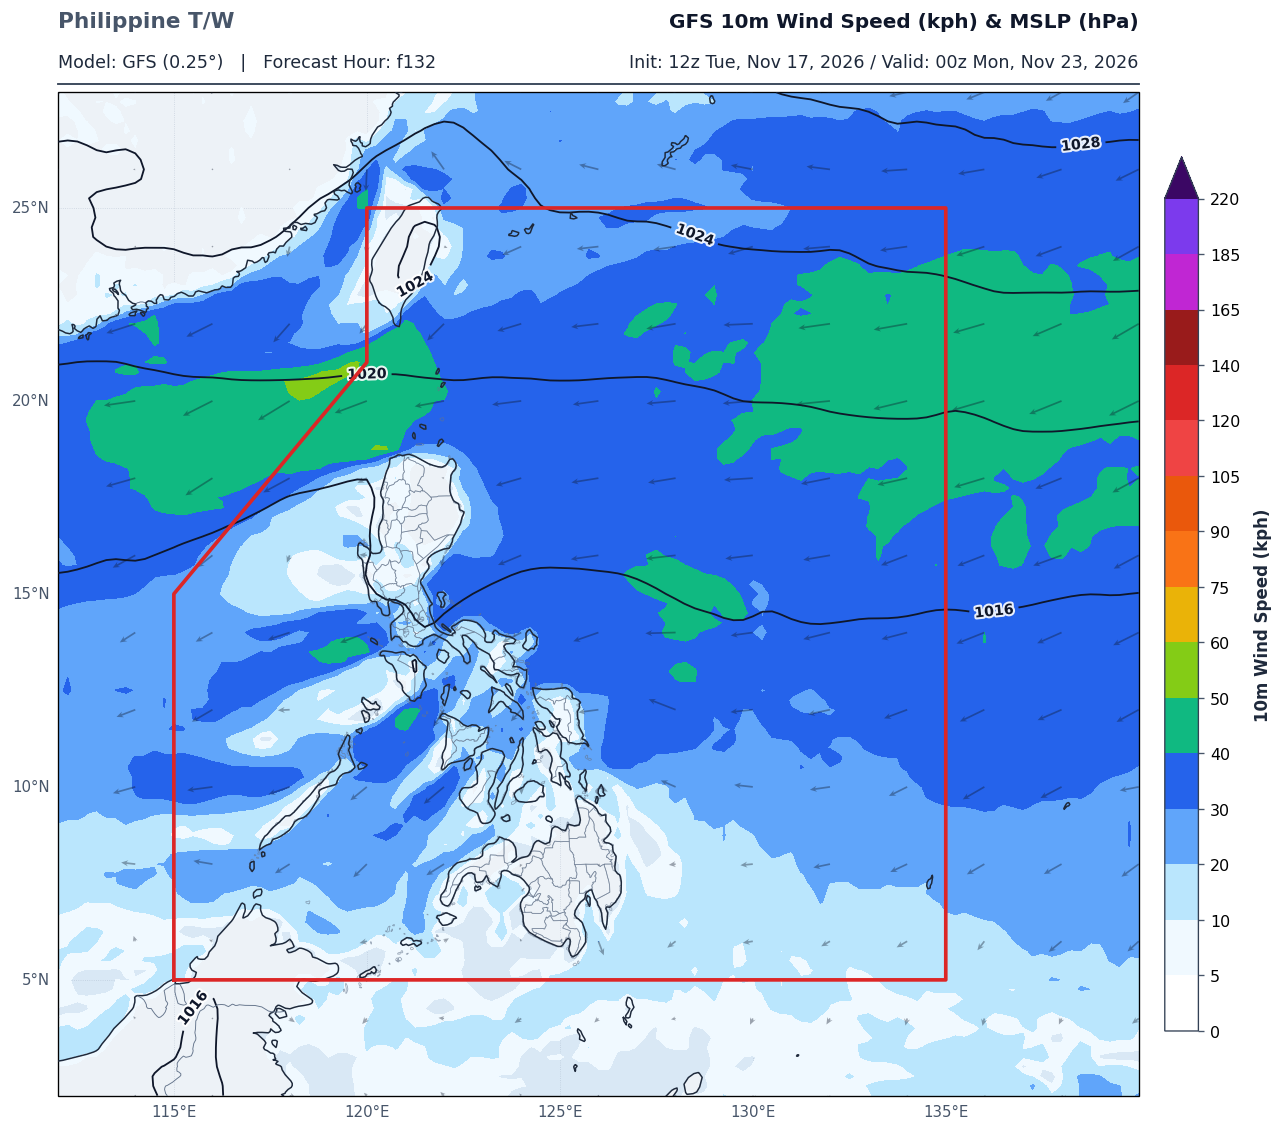 Philippine T/W
GFS 10m Wind Speed (kph) & MSLP (hPa)
Model: GFS (0.25°)   |   Forecast Hour: f132
Init: 12z Tue, Nov 17, 2026 / Valid: 00z Mon, Nov 23, 2026
1028
1024
1024
1020
1016
1016
25°N
20°N
15°N
10°N
5°N
115°E
120°E
125°E
130°E
135°E
220
185
165
140
120
105
90
75
60
50
40
30
20
10
5
0
10m Wind Speed (kph)